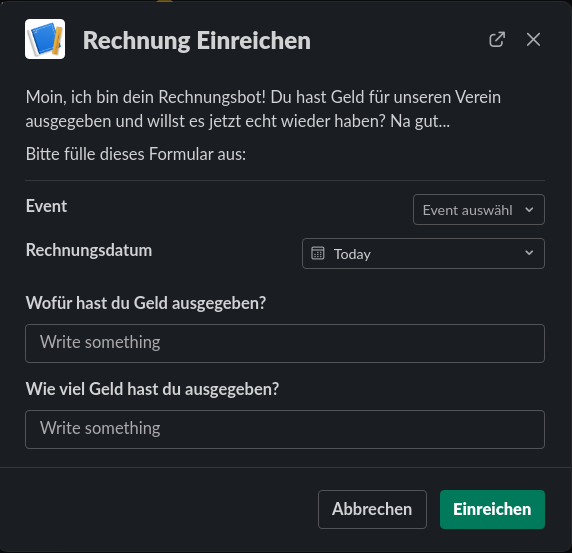 Rechnung Einreichen
Moin, ich bin dein Rechnungsbot! Du hast Geld für unseren Verein
ausgegeben und willst es jetzt echt wieder haben? Na gut...
Bitte fülle dieses Formular aus:
Event
Event auswähl
Rechnungsdatum
Today
Wofür hast du Geld ausgegeben?
Write something
Wie viel Geld hast du ausgegeben?
Write something
Abbrechen
Einreichen